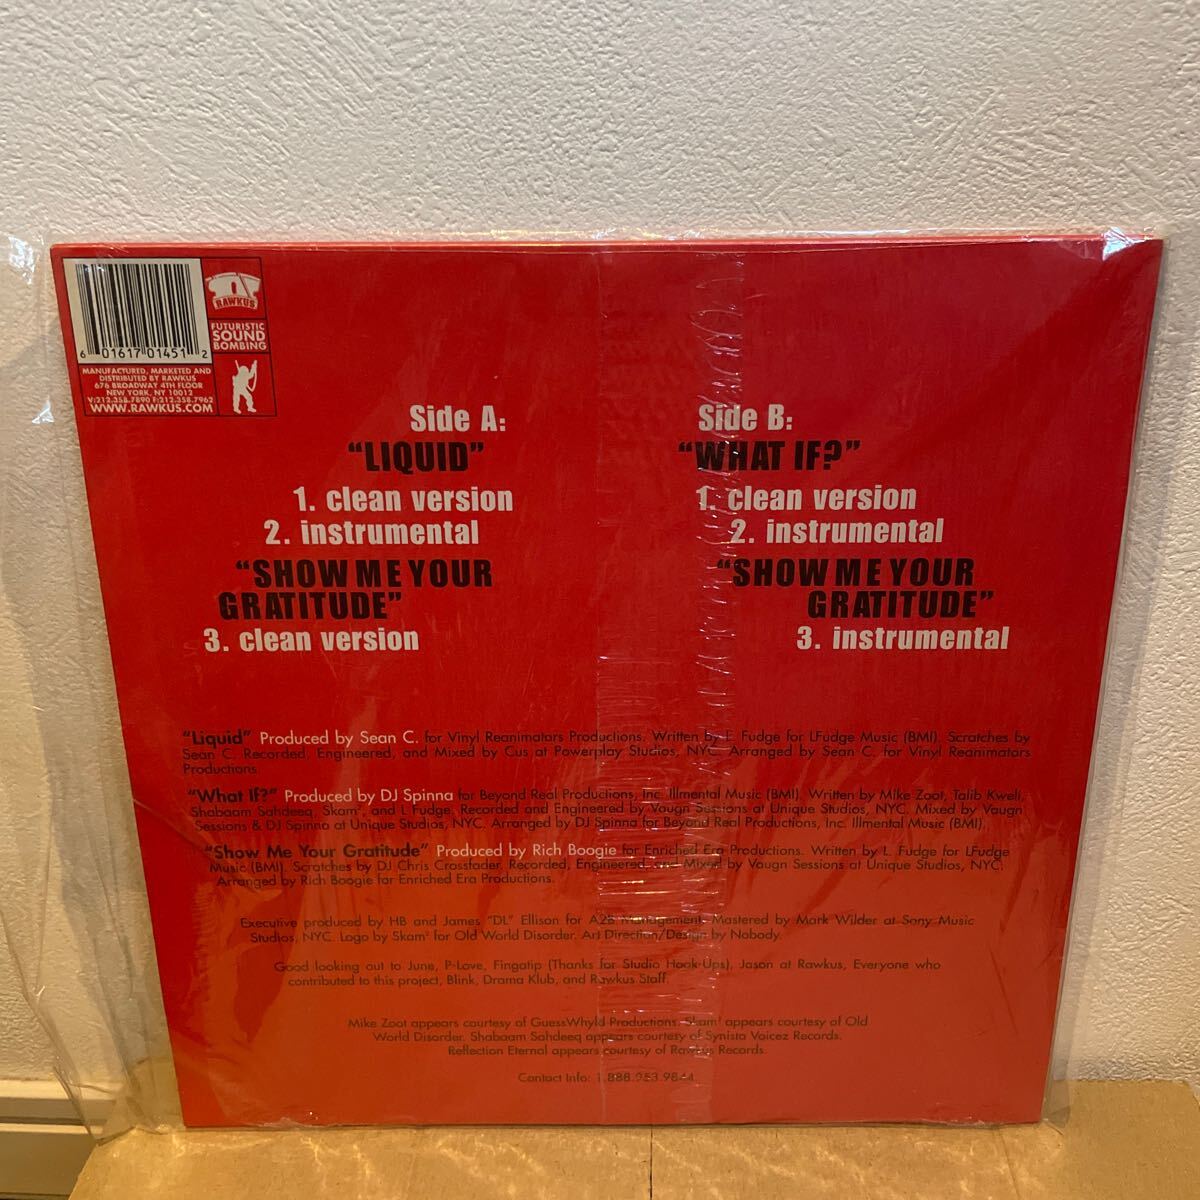 6 01617 01451 2
RAWKUS
FUTURISTIC
SOUND
BOMBING
MANUFACTURED, MARKETED AND
DISTRIBUTED BY RAWKUS
676 BROADWAY 4TH FLOOR
NEW YORK, NY 10012
V:212.358.7890 F:212.358.7962
WWW.RAWKUS.COM
Side A:
"LIQUID"
1. clean version
2. instrumental
"SHOW ME YOUR
GRATITUDE"
3. clean version
Side B:
"WHAT IF?"
1. clean version
2. instrumental
"SHOW ME YOUR
GRATITUDE"
3. instrumental
"Liquid" Produced by Sean C. for Vinyl Reanimators Productions. Written by L. Fudge for LFudge Music (BMI). Scratches by
Sean C. Recorded, Engineered, and Mixed by Cus at Powerplay Studios, NYC. Arranged by Sean C. for Vinyl Reanimators
Productions.
"What If?" Produced by DJ Spinna for Beyond Real Productions, Inc. Illmental Music (BMI). Written by Mike Zoot, Talib Kweli,
Shabaam Sahdeeq, Skam², and L Fudge. Recorded and Engineered by Vaugn Sessions at Unique Studios, NYC. Mixed by Vaugn
Sessions & DJ Spinna at Unique Studios, NYC. Arranged by DJ Spinna for Beyond Real Productions, Inc. Illmental Music (BMI).
"Show Me Your Gratitude" Produced by Rich Boogie for Enriched Era Productions. Written by L. Fudge for LFudge
Music (BMI). Scratches by DJ Chris Crossfader. Recorded, Engineered, and Mixed by Vaugn Sessions at Unique Studios, NYC.
Arranged by Rich Boogie for Enriched Era Productions.
Executive produced by HB and James "DL" Ellison for A2B Management. Mastered by Mark Wilder at Sony Music
Studios, NYC. Logo by Skam² for Old World Disorder. Art Direction/Design by Nobody.
Good looking out to June, P-Love, Fingatip (Thanks for Studio Hook-Ups), Jason at Rawkus, Everyone who
contributed to this project, Blink, Drama Klub, and Rawkus Staff.
Mike Zoot appears courtesy of GuessWhyld Productions. Skam² appears courtesy of Old
World Disorder. Shabaam Sahdeeq appears courtesy of Synista Voicez Records.
Reflection Eternal appears courtesy of Rawkus Records.
Contact Info: 1.888.253.9844